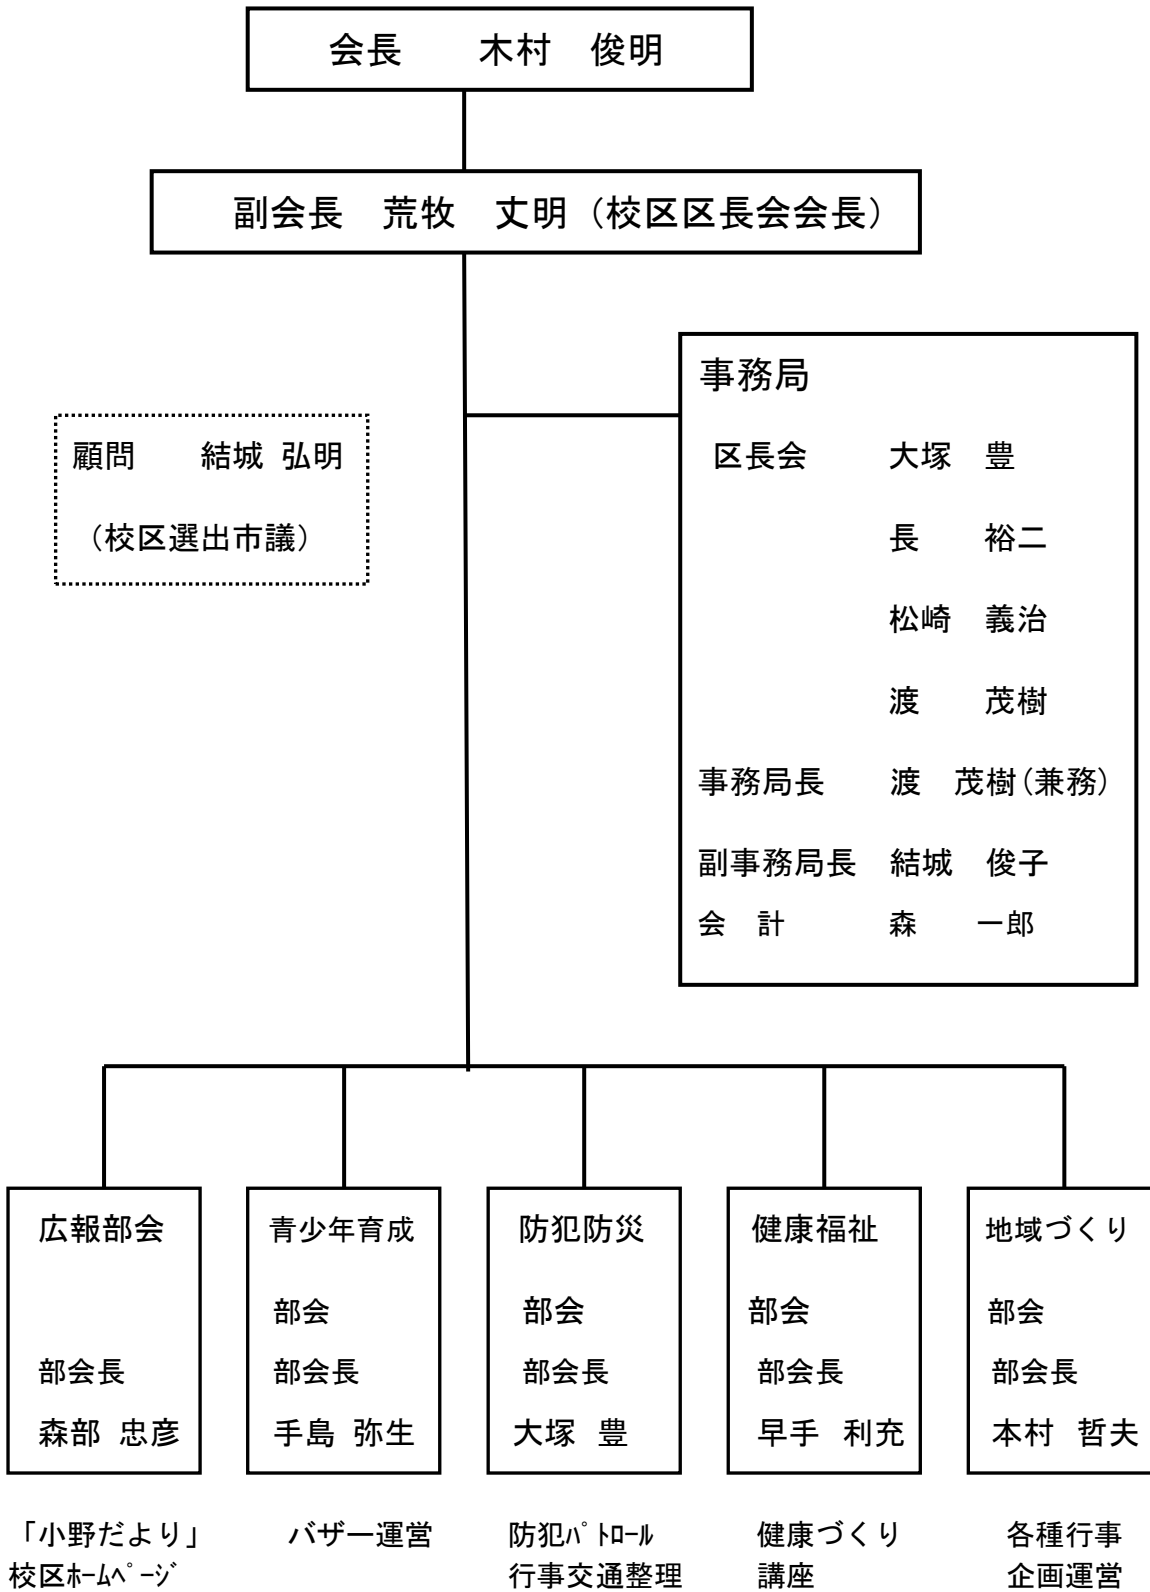 会長　　木村　俊明
副会長　荒牧　丈明（校区区長会会長）
顧問　　結城 弘明
（校区選出市議）
事務局
区長会　　大塚　豊
長　　裕二
松崎　義治
渡　　茂樹
事務局長　　渡　茂樹（兼務）
副事務局長　結城　俊子
会　計　　森　　一郎
広報部会
部会長
森部 忠彦
「小野だより」
校区ﾎｰﾑﾍﾟｰｼﾞ
青少年育成
部会
部会長
手島 弥生
バザー運営
防犯防災
部会
部会長
大塚 豊
防犯ﾊﾟﾄﾛｰﾙ
行事交通整理
健康福祉
部会
部会長
早手 利充
健康づくり
講座
地域づくり
部会
部会長
本村 哲夫
各種行事
企画運営